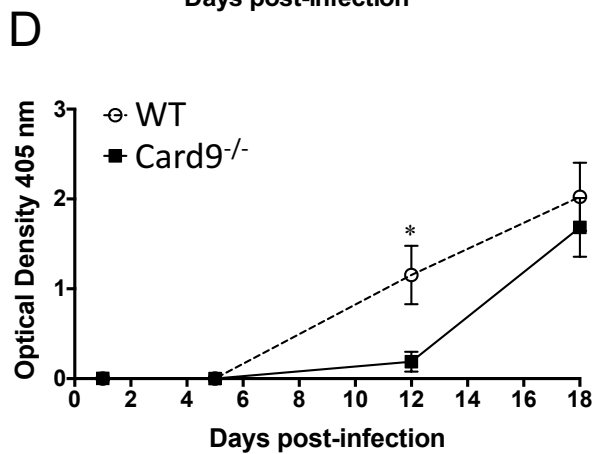 Days post-infection
D
3
WT
Card9-/-
2
*
1
0
0 2 4 6 8 10 12 14 16 18
Optical Density 405 nm
Days post-infection